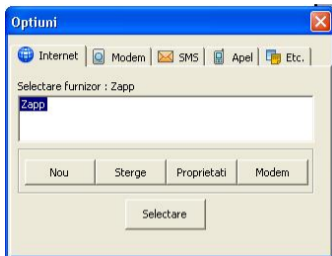 Optiuni
Internet Modem SMS Apel Etc.
Selectare furnizor : Zapp
Zapp
Nou Sterge Proprietati Modem
Selectare